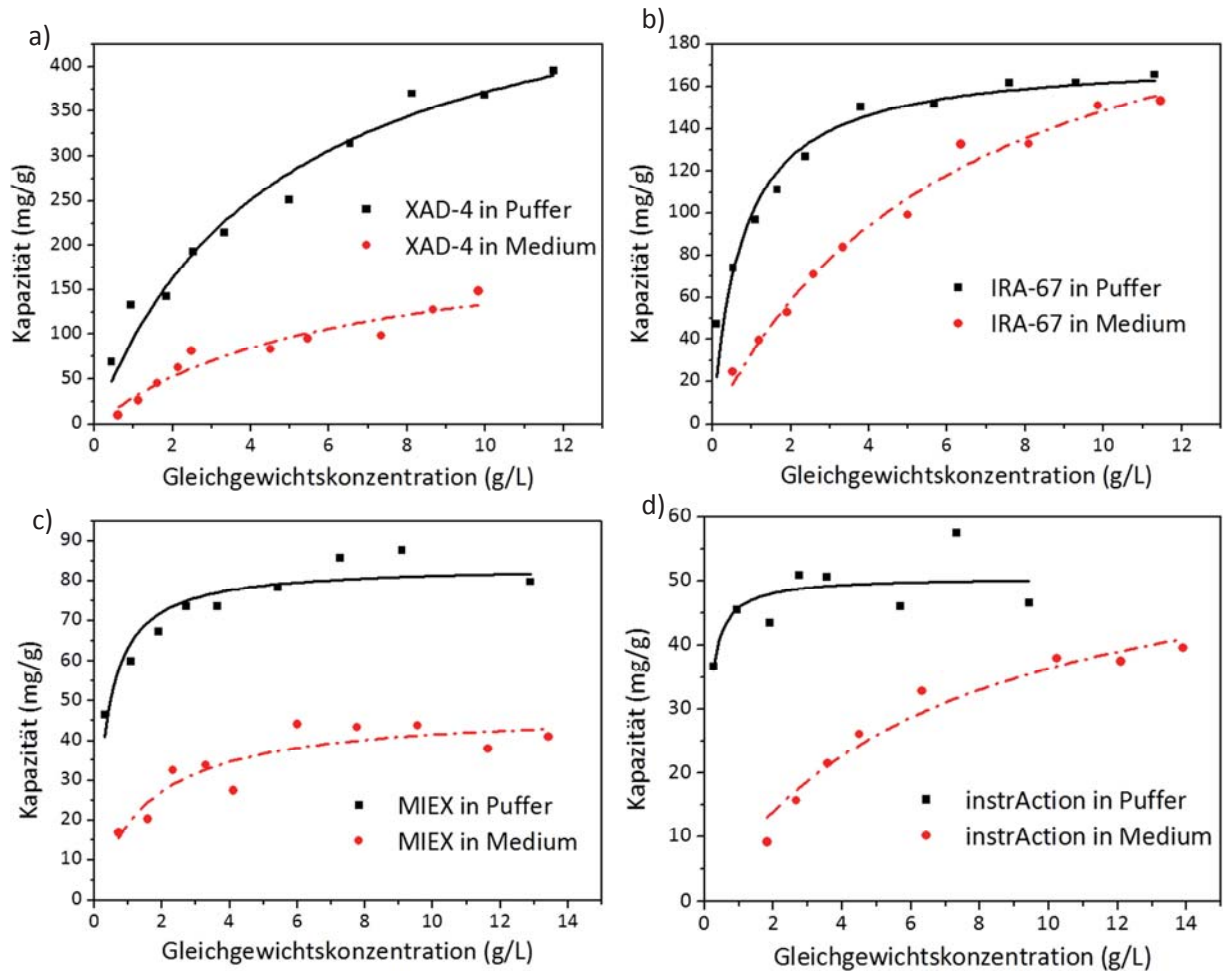 a)
400
350
300
250
200
150
100
50
0
Kapazität (mg/g)
XAD-4 in Puffer
XAD-4 in Medium
0 2 4 6 8 10 12
Gleichgewichtskonzentration (g/L)
b)
180
160
140
120
100
80
60
40
20
0
Kapazität (mg/g)
IRA-67 in Puffer
IRA-67 in Medium
0 2 4 6 8 10 12
Gleichgewichtskonzentration (g/L)
c)
90
80
70
60
50
40
30
20
10
0
Kapazität (mg/g)
MIEX in Puffer
MIEX in Medium
0 2 4 6 8 10 12 14
Gleichgewichtskonzentration (g/L)
d)
60
50
40
30
20
10
0
Kapazität (mg/g)
instrAction in Puffer
instrAction in Medium
0 2 4 6 8 10 12 14
Gleichgewichtskonzentration (g/L)